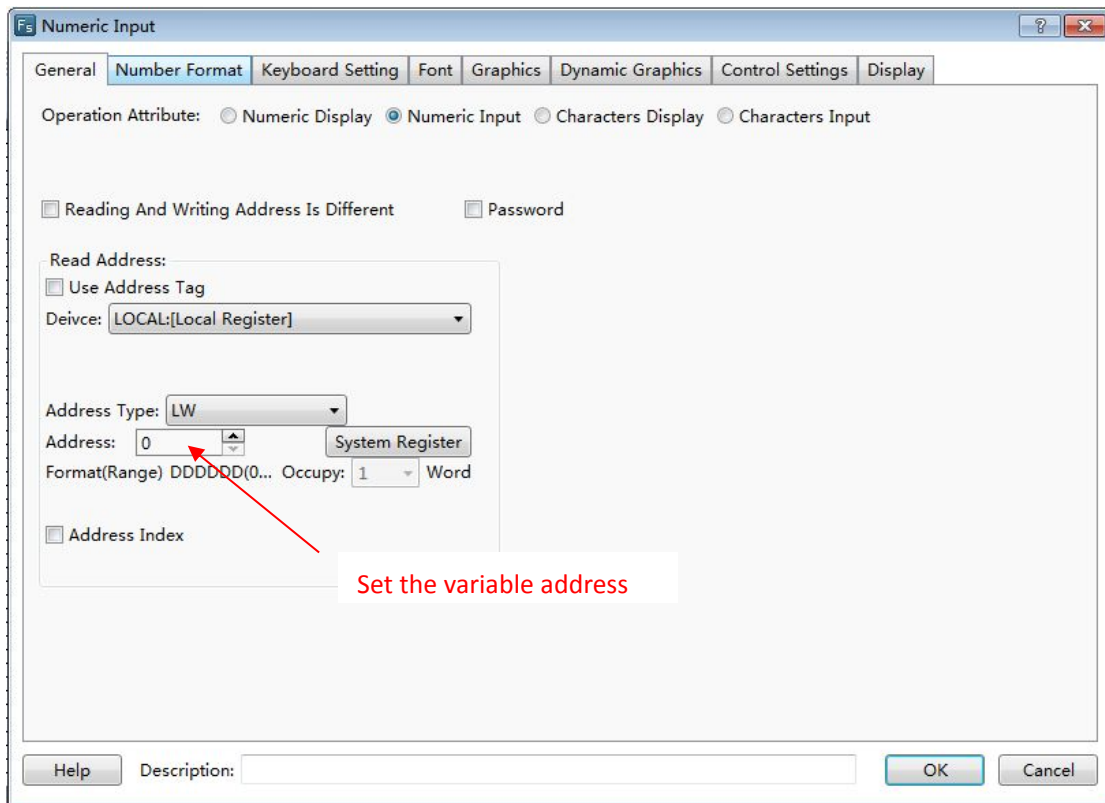 Fs Numeric Input
General Number Format Keyboard Setting Font Graphics Dynamic Graphics Control Settings Display
Operation Attribute: Numeric Display Numeric Input Characters Display Characters Input
Reading And Writing Address Is Different Password
Read Address:
Use Address Tag
Deivce: LOCAL:[Local Register]
Address Type: LW
Address: 0 System Register
Format(Range) DDDDDD(0... Occupy: 1 Word
Address Index
Set the variable address
Help Description: OK Cancel